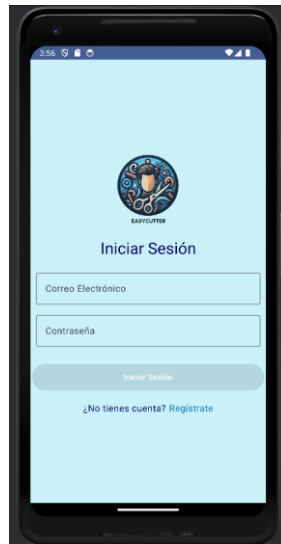 3:56
EASYCUTTER
Iniciar Sesión
Correo Electrónico
Contraseña
Iniciar Sesión
¿No tienes cuenta? Regístrate